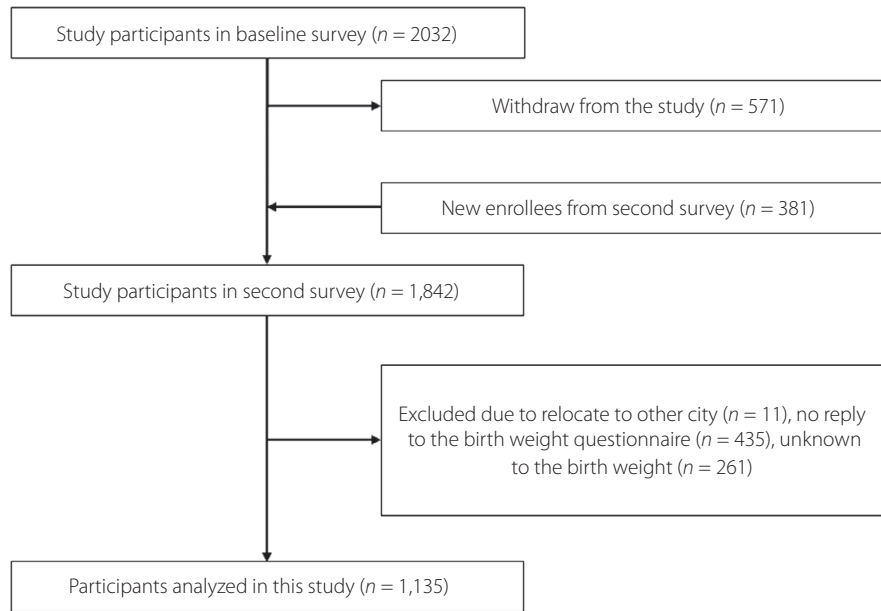 Study participants in baseline survey (n = 2032)
Withdraw from the study (n = 571)
New enrollees from second survey (n = 381)
Study participants in second survey (n = 1,842)
Excluded due to relocate to other city (n = 11), no reply
to the birth weight questionnaire (n = 435), unknown
to the birth weight (n = 261)
Participants analyzed in this study (n = 1,135)